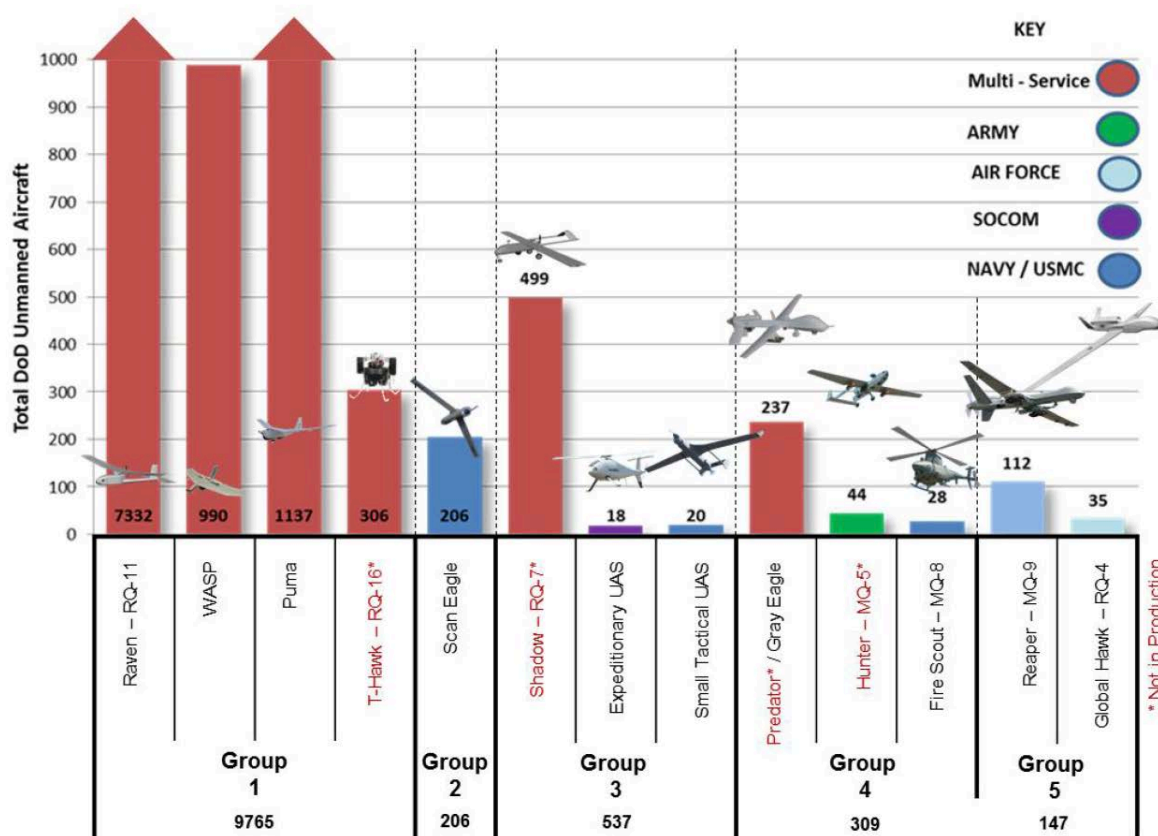 KEY
Multi - Service
ARMY
AIR FORCE
SOCOM
NAVY / USMC
Total DoD Unmanned Aircraft
1000
900
800
700
600
500
400
300
200
100
0
7332
990
1137
306
206
499
18
20
237
44
28
112
35
Raven – RQ-11
WASP
Puma
T-Hawk – RQ-16*
Scan Eagle
Shadow – RQ-7*
Expeditionary UAS
Small Tactical UAS
Predator* / Gray Eagle
Hunter – MQ-5*
Fire Scout – MQ-8
Reaper – MQ-9
Global Hawk – RQ-4
* Not in Production
Group
1
9765
Group
2
206
Group
3
537
Group
4
309
Group
5
147